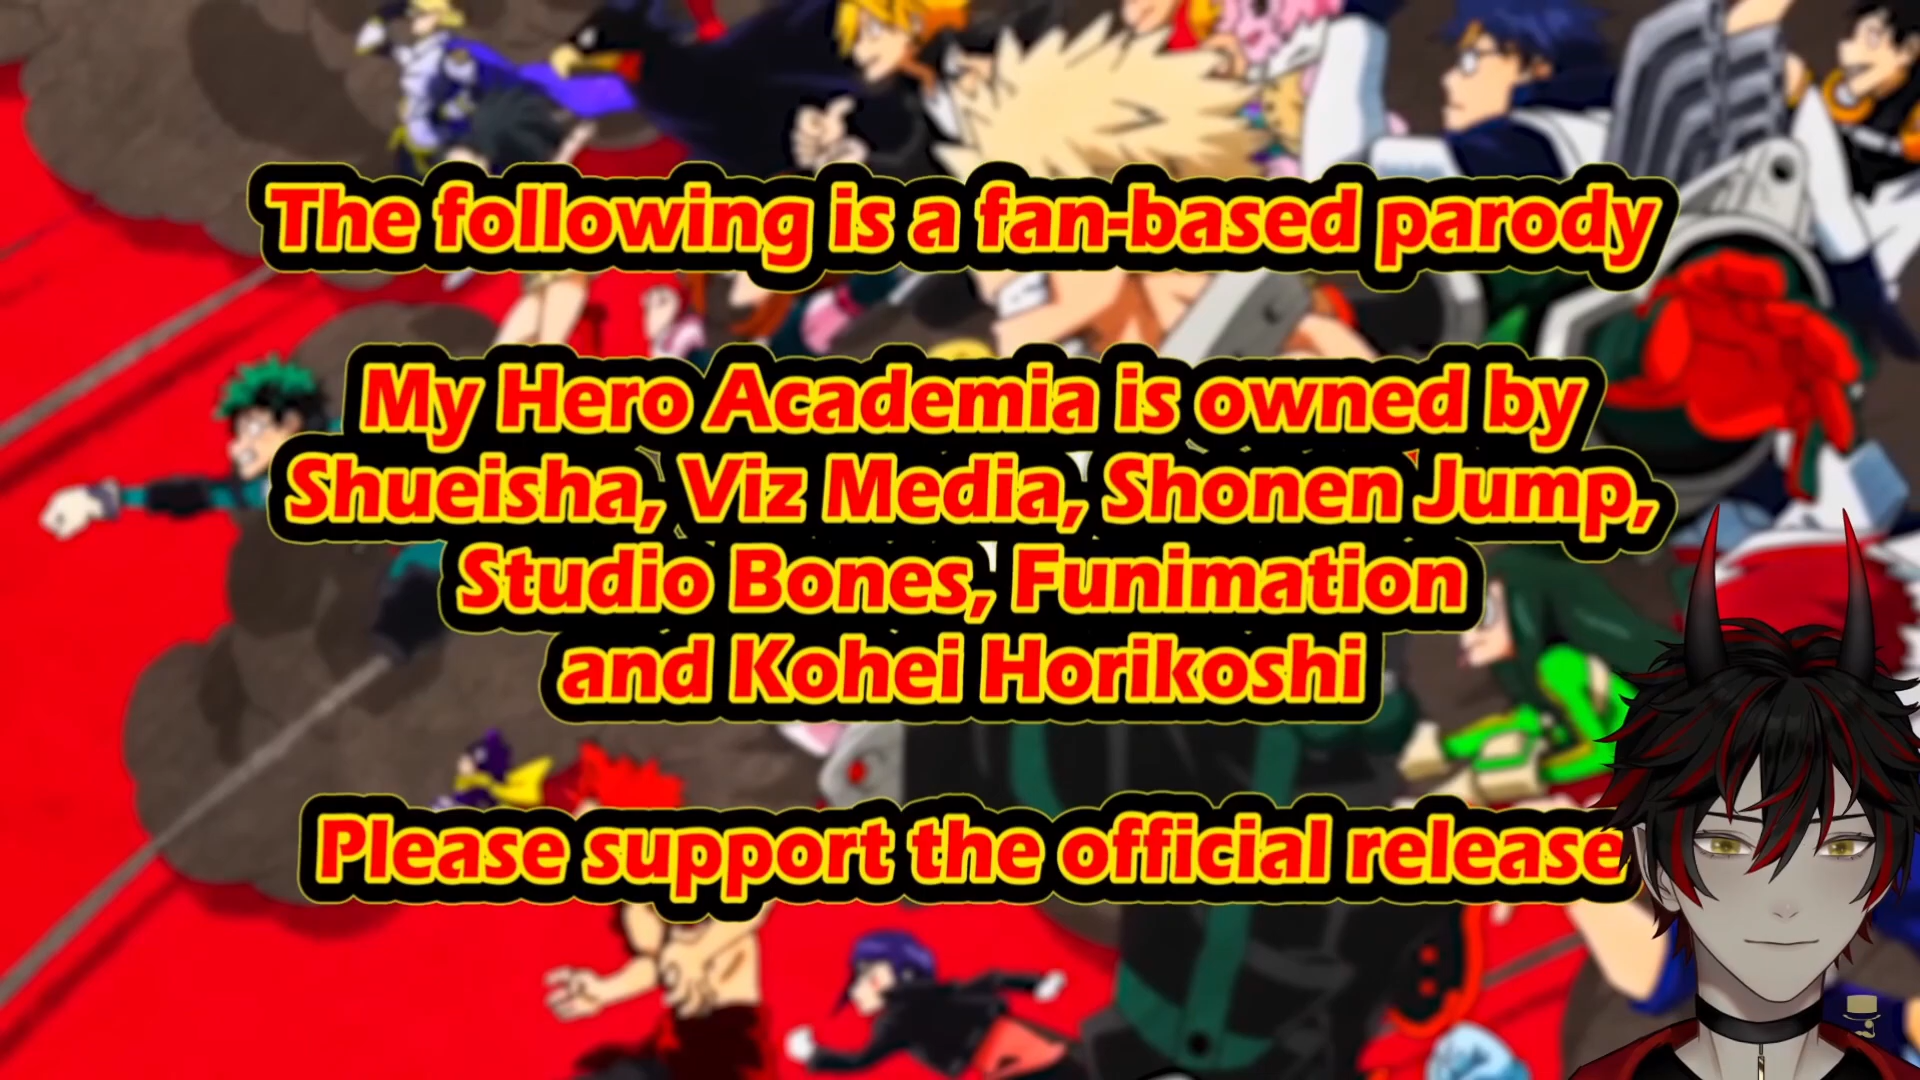 The following is a fan-based parody
My Hero Academia is owned by
Shueisha, Viz Media, Shonen Jump,
Studio Bones, Funimation
and Kohei Horikoshi
Please support the official release